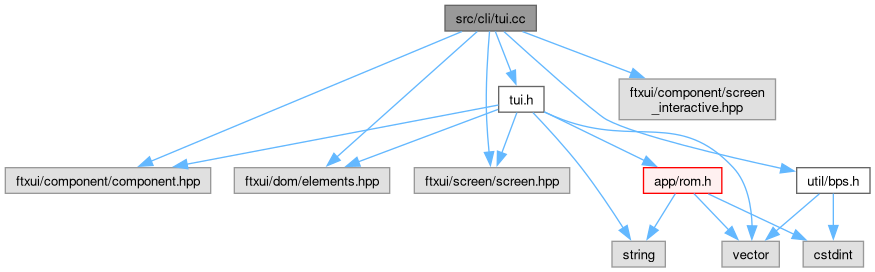 src/cli/tui.cc
ftxui/component/screen
_interactive.hpp
tui.h
ftxui/component/component.hpp
ftxui/dom/elements.hpp
ftxui/screen/screen.hpp
app/rom.h
util/bps.h
string
vector
cstdint